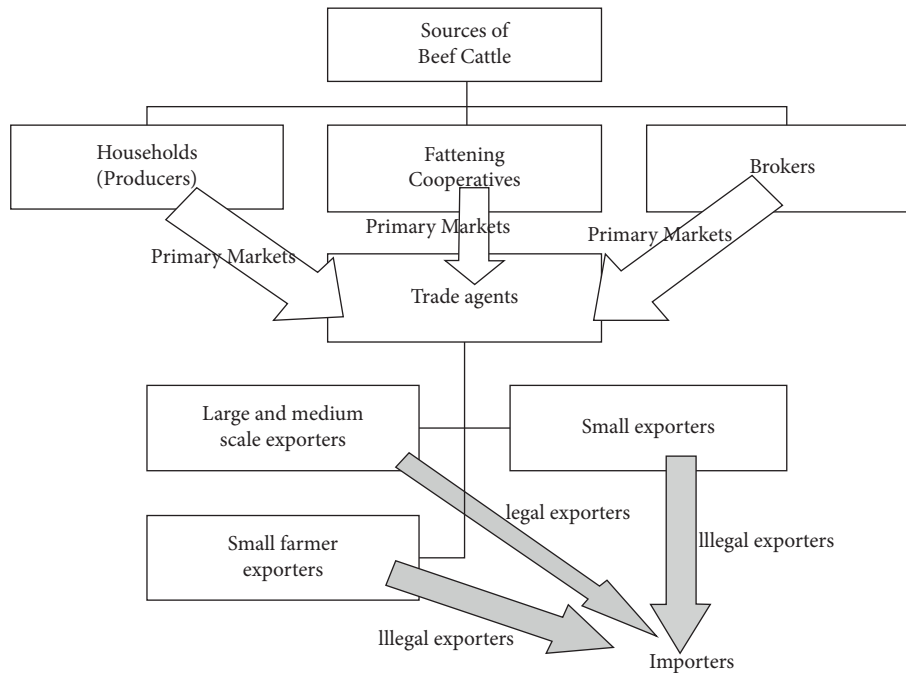 Sources of
Beef Cattle
Households
(Producers)
Fattening
Cooperatives
Brokers
Primary Markets
Primary Markets
Primary Markets
Trade agents
Large and medium
scale exporters
Small exporters
legal exporters
lllegal exporters
Small farmer
exporters
lllegal exporters
Importers